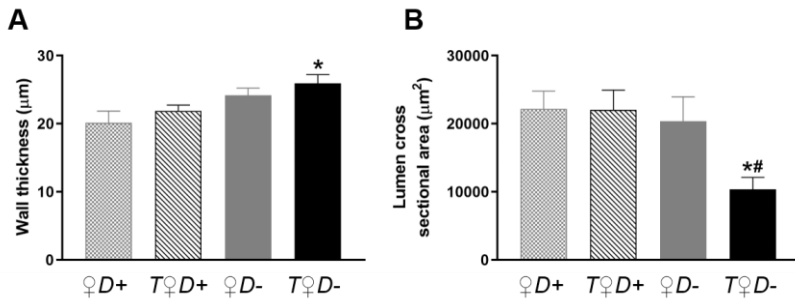 A
Wall thickness (μm)
30
20
10
0
*
♀D+
T♀D+
♀D-
T♀D-
B
Lumen cross
sectional area (μm²)
30000
20000
10000
0
*#
♀D+
T♀D+
♀D-
T♀D-